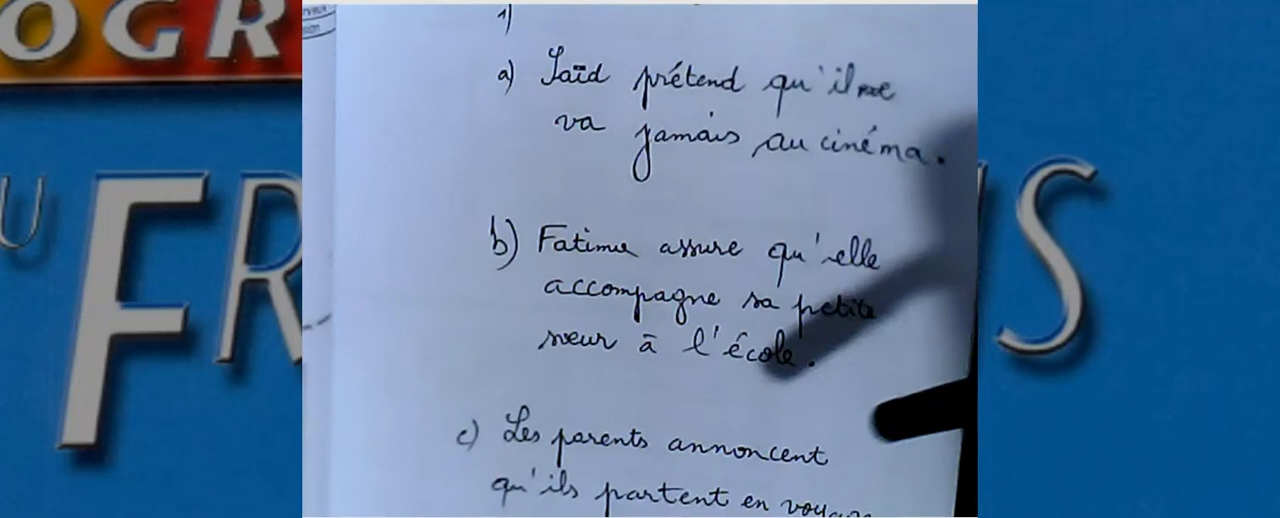 OGR
U FR
S
1)
a) Saïd prétend qu'il ne
va jamais au cinéma.
b) Fatima assure qu'elle
accompagne sa petite
sœur à l'école.
c) Les parents annoncent
qu'ils partent en